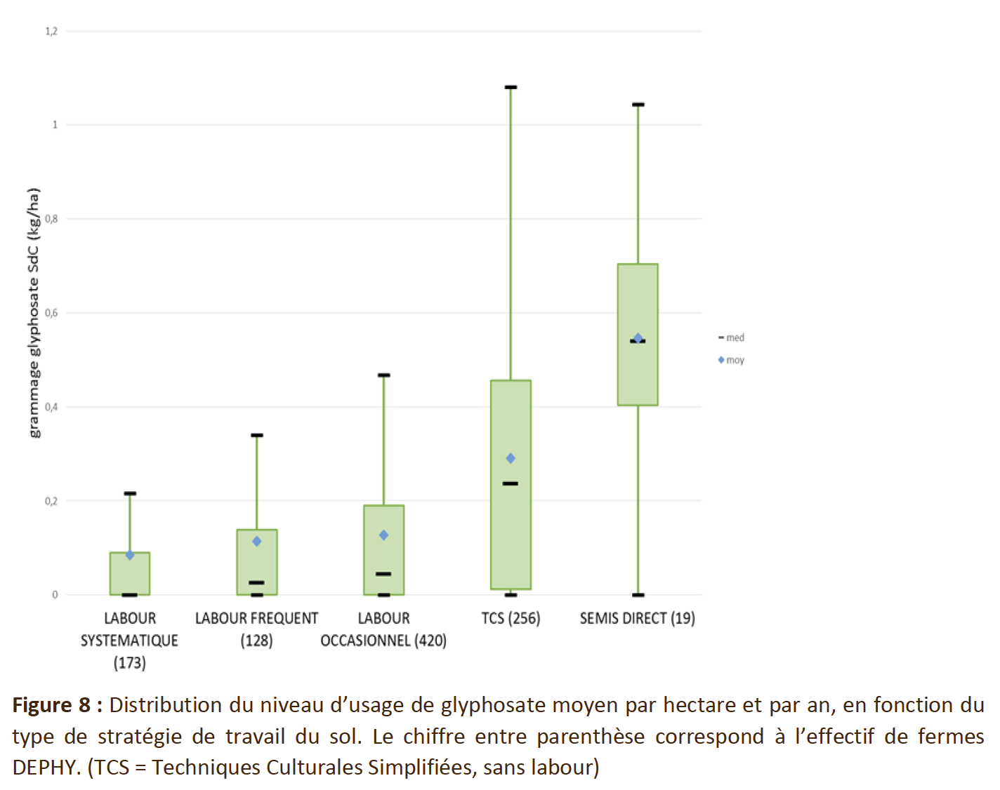 1,2
1
0,8
0,6
0,4
0,2
0
grammage glyphosate SdC (kg/ha)
med
moy
LABOUR
SYSTEMATIQUE
(173)
LABOUR FREQUENT
(128)
LABOUR
OCCASIONNEL (420)
TCS (256)
SEMIS DIRECT (19)
Figure 8 : Distribution du niveau d’usage de glyphosate moyen par hectare et par an, en fonction du
type de stratégie de travail du sol. Le chiffre entre parenthèse correspond à l’effectif de fermes
DEPHY. (TCS = Techniques Culturales Simplifiées, sans labour)